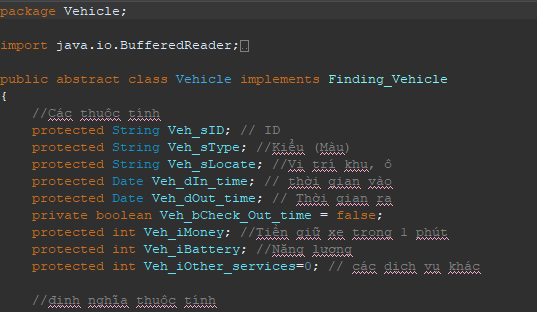 package Vehicle;
import java.io.BufferedReader;
public abstract class Vehicle implements Finding_Vehicle
{
//Các thuộc tính
protected String Veh_sID; // ID
protected String Veh_sType; //Kiểu (Màu)
protected String Veh_sLocate; //Vị trí khu, ô
protected Date Veh_dIn_time; // thời gian vào
protected Date Veh_dOut_time; // Thời gian ra
private boolean Veh_bCheck_Out_time = false;
protected int Veh_iMoney; //Tiền giữ xe trong 1 phút
protected int Veh_iBattery; //Năng lượng
protected int Veh_iOther_services=0; // các dịch vụ khác
//định nghĩa thuộc tính